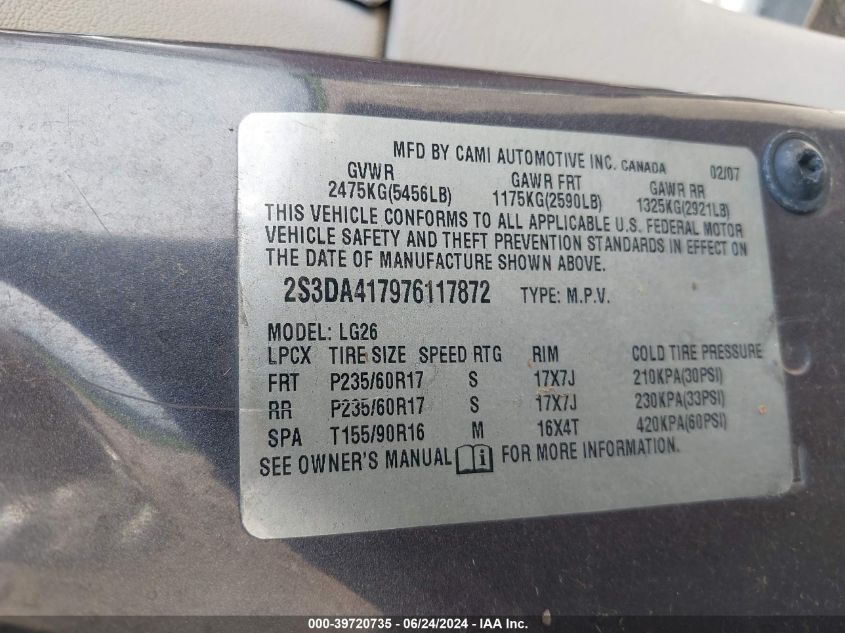 MFD BY CAMI AUTOMOTIVE INC. CANADA 02/07
GVWR GAWR FRT GAWR RR
2475KG(5456LB) 1175KG(2590LB) 1325KG(2921LB)
THIS VEHICLE CONFORMS TO ALL APPLICABLE U.S. FEDERAL MOTOR
VEHICLE SAFETY AND THEFT PREVENTION STANDARDS IN EFFECT ON
THE DATE OF MANUFACTURE SHOWN ABOVE.
2S3DA417976117872 TYPE: M.P.V.
MODEL: LG26
LPCX TIRE SIZE SPEED RTG RIM COLD TIRE PRESSURE
FRT P235/60R17 S 17X7J 210KPA(30PSI)
RR P235/60R17 S 17X7J 230KPA(33PSI)
SPA T155/90R16 M 16X4T 420KPA(60PSI)
SEE OWNER'S MANUAL i FOR MORE INFORMATION.
000-39720735 - 06/24/2024 - IAA Inc.